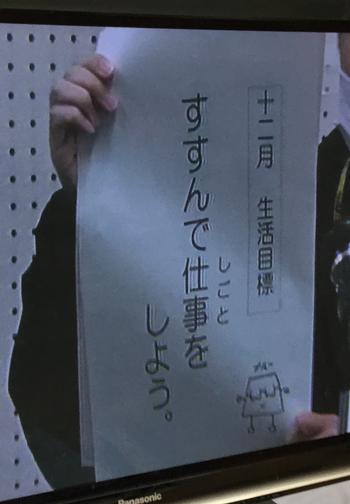 十二月 生活目標
すすんで仕事を
しごと
しよう。
Panasonic